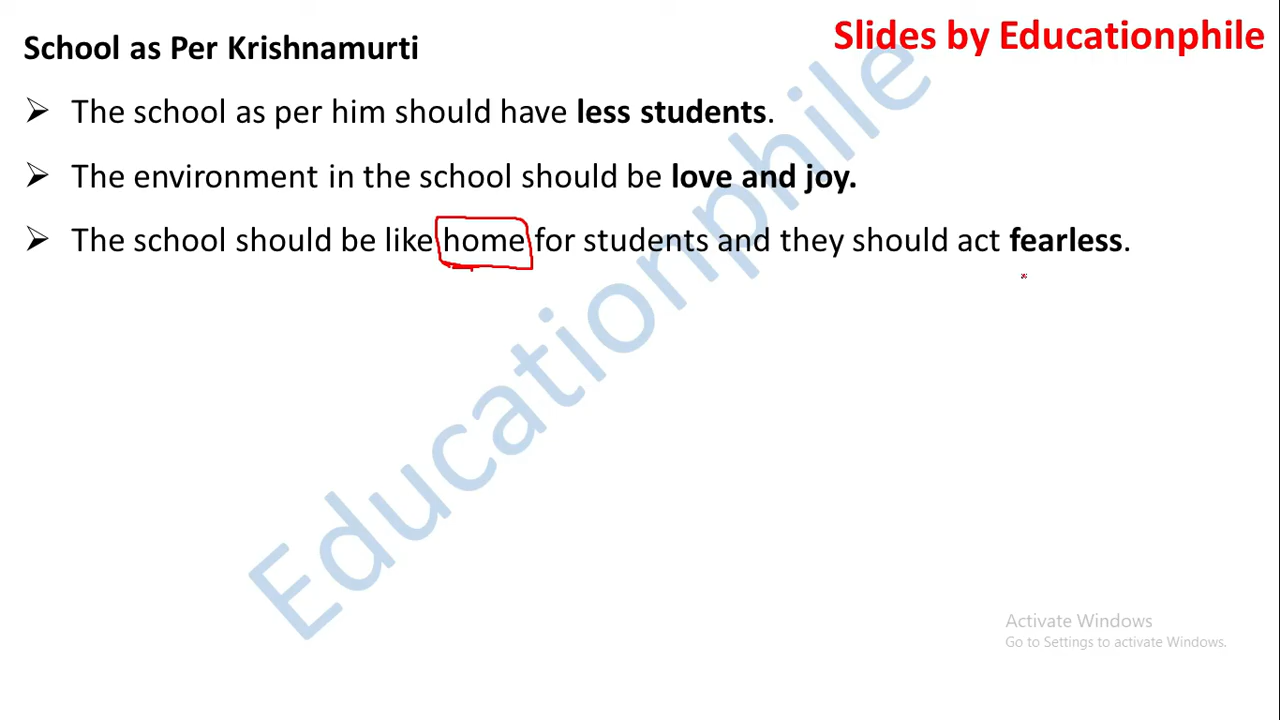 School as Per Krishnamurti
Slides by Educationphile
➢ The school as per him should have less students.
➢ The environment in the school should be love and joy.
➢ The school should be like home for students and they should act fearless.
Educationphile
Activate Windows
Go to Settings to activate Windows.